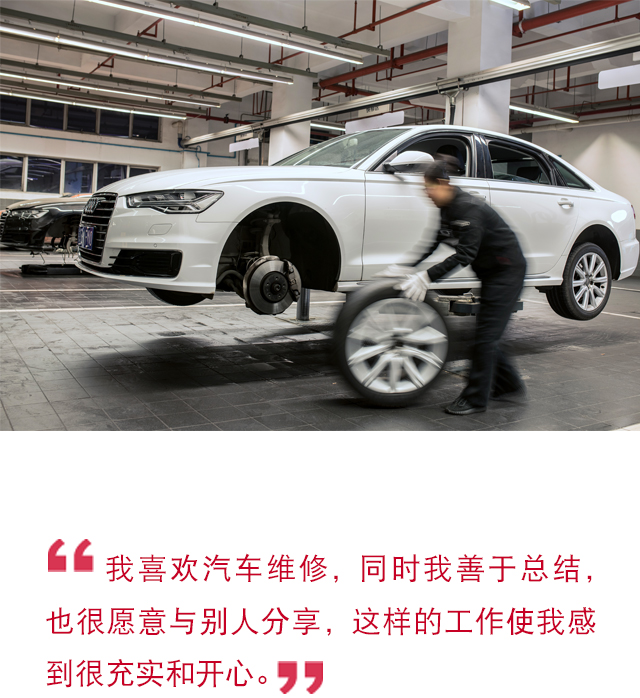 “我喜欢汽车维修，同时我善于总结，
也很愿意与别人分享，这样的工作使我感
到很充实和开心。”